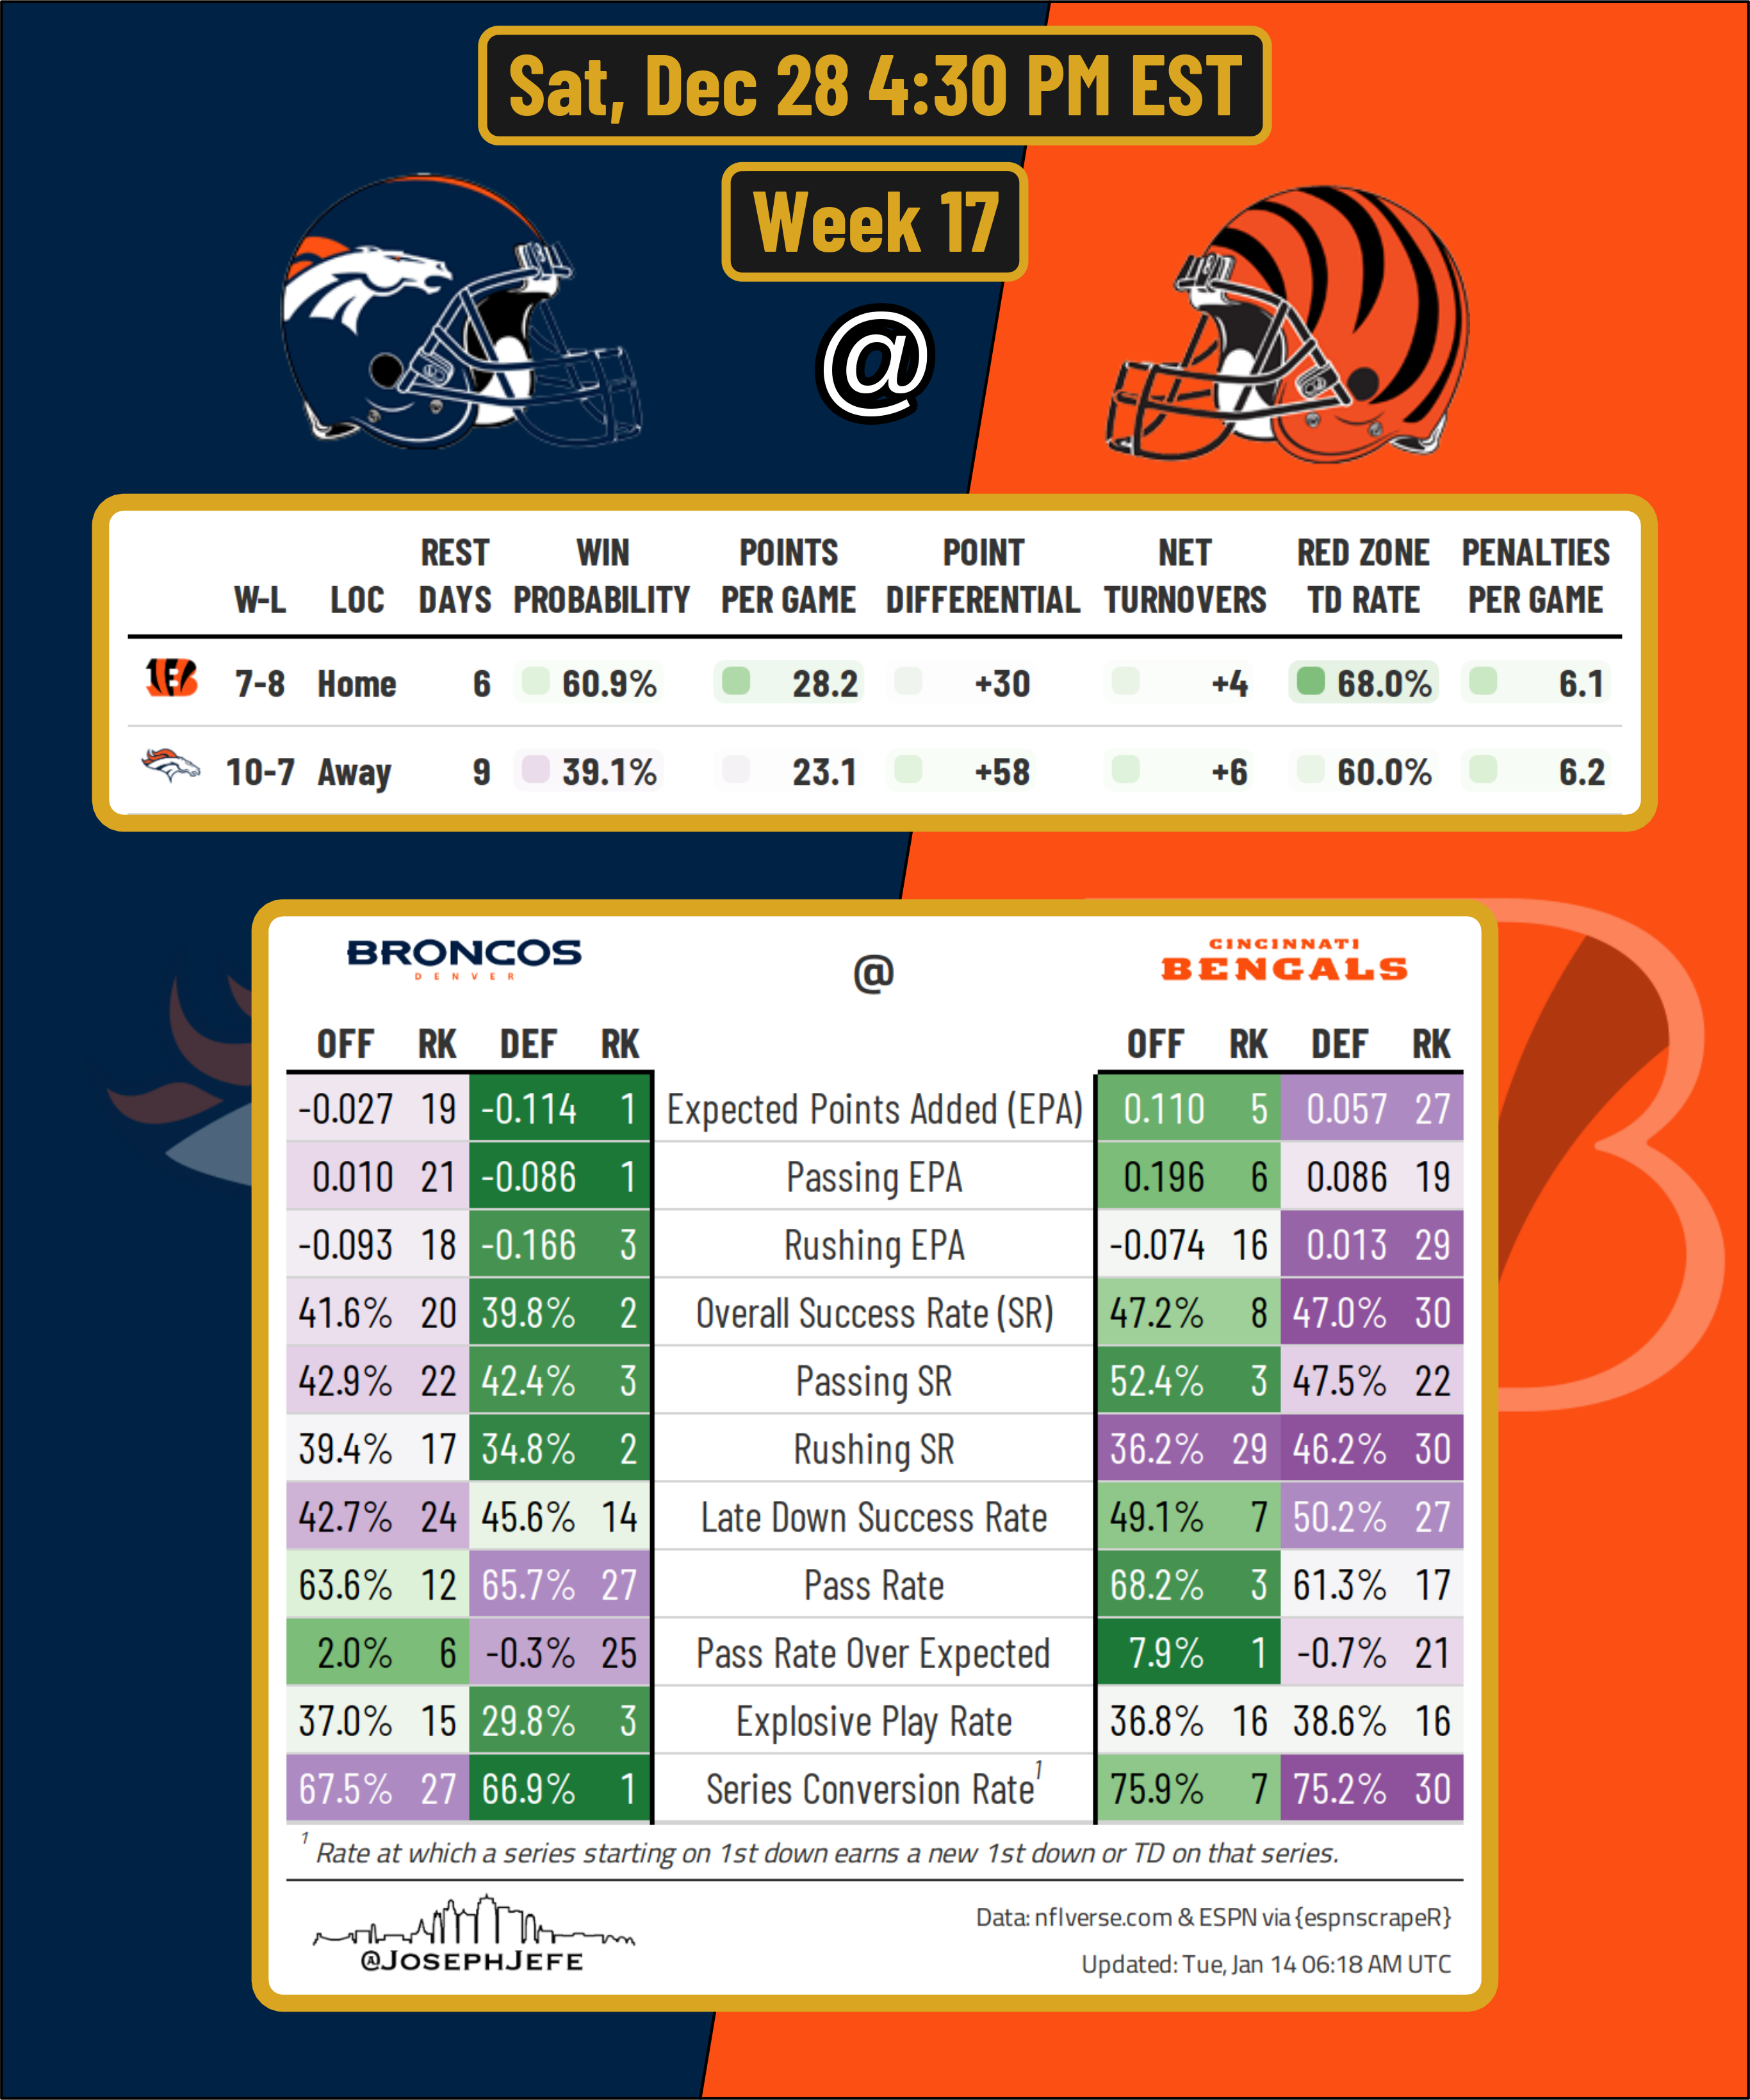 Sat, Dec 28 4:30 PM EST
Week 17
@
W-L LOC REST DAYS WIN PROBABILITY POINTS PER GAME POINT DIFFERENTIAL NET TURNOVERS RED ZONE TD RATE PENALTIES PER GAME
7-8 Home 6 60.9% 28.2 +30 +4 68.0% 6.1
10-7 Away 9 39.1% 23.1 +58 +6 60.0% 6.2
BRONCOS DENVER @ CINCINNATI BENGALS
OFF RK DEF RK OFF RK DEF RK
-0.027 19 -0.114 1 Expected Points Added (EPA) 0.110 5 0.057 27
0.010 21 -0.086 1 Passing EPA 0.196 6 0.086 19
-0.093 18 -0.166 3 Rushing EPA -0.074 16 0.013 29
41.6% 20 39.8% 2 Overall Success Rate (SR) 47.2% 8 47.0% 30
42.9% 22 42.4% 3 Passing SR 52.4% 3 47.5% 22
39.4% 17 34.8% 2 Rushing SR 36.2% 29 46.2% 30
42.7% 24 45.6% 14 Late Down Success Rate 49.1% 7 50.2% 27
63.6% 12 65.7% 27 Pass Rate 68.2% 3 61.3% 17
2.0% 6 -0.3% 25 Pass Rate Over Expected 7.9% 1 -0.7% 21
37.0% 15 29.8% 3 Explosive Play Rate 36.8% 16 38.6% 16
67.5% 27 66.9% 1 Series Conversion Rate¹ 75.9% 7 75.2% 30
¹ Rate at which a series starting on 1st down earns a new 1st down or TD on that series.
@JOSEPHJEFE
Data: nflverse.com & ESPN via {espnscrapeR}
Updated: Tue, Jan 14 06:18 AM UTC